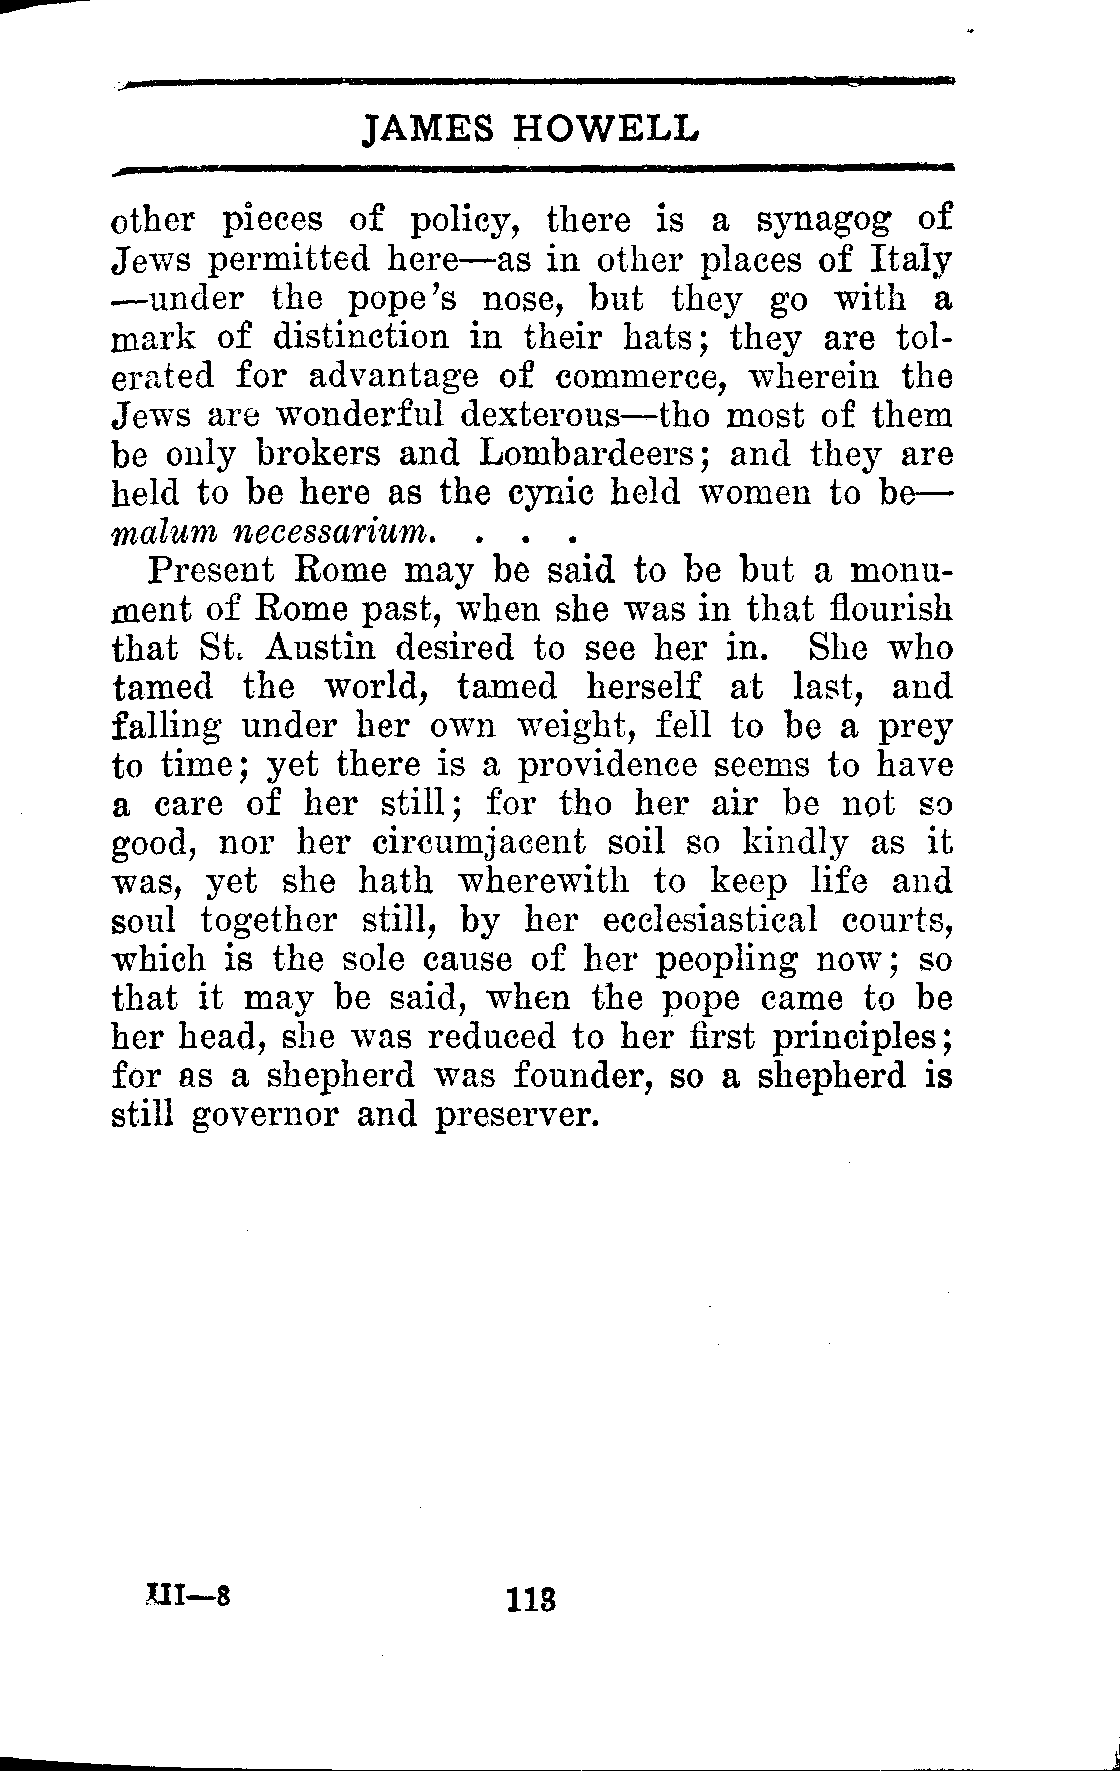 JAMES HOWELL
other pieces of policy, there is a synagog of
Jews permitted here—as in other places of Italy
—under the pope's nose, but they go with a
mark of distinction in their hats; they are tol-
erated for advantage of commerce, wherein the
Jews are wonderful dexterous—tho most of them
be only brokers and Lombardeers; and they are
held to be here as the cynic held women to be—
malum necessarium. . . .
Present Rome may be said to be but a monu-
ment of Rome past, when she was in that flourish
that St. Austin desired to see her in. She who
tamed the world, tamed herself at last, and
falling under her own weight, fell to be a prey
to time; yet there is a providence seems to have
a care of her still; for tho her air be not so
good, nor her circumjacent soil so kindly as it
was, yet she hath wherewith to keep life and
soul together still, by her ecclesiastical courts,
which is the sole cause of her peopling now; so
that it may be said, when the pope came to be
her head, she was reduced to her first principles;
for as a shepherd was founder, so a shepherd is
still governor and preserver.
III—8 113